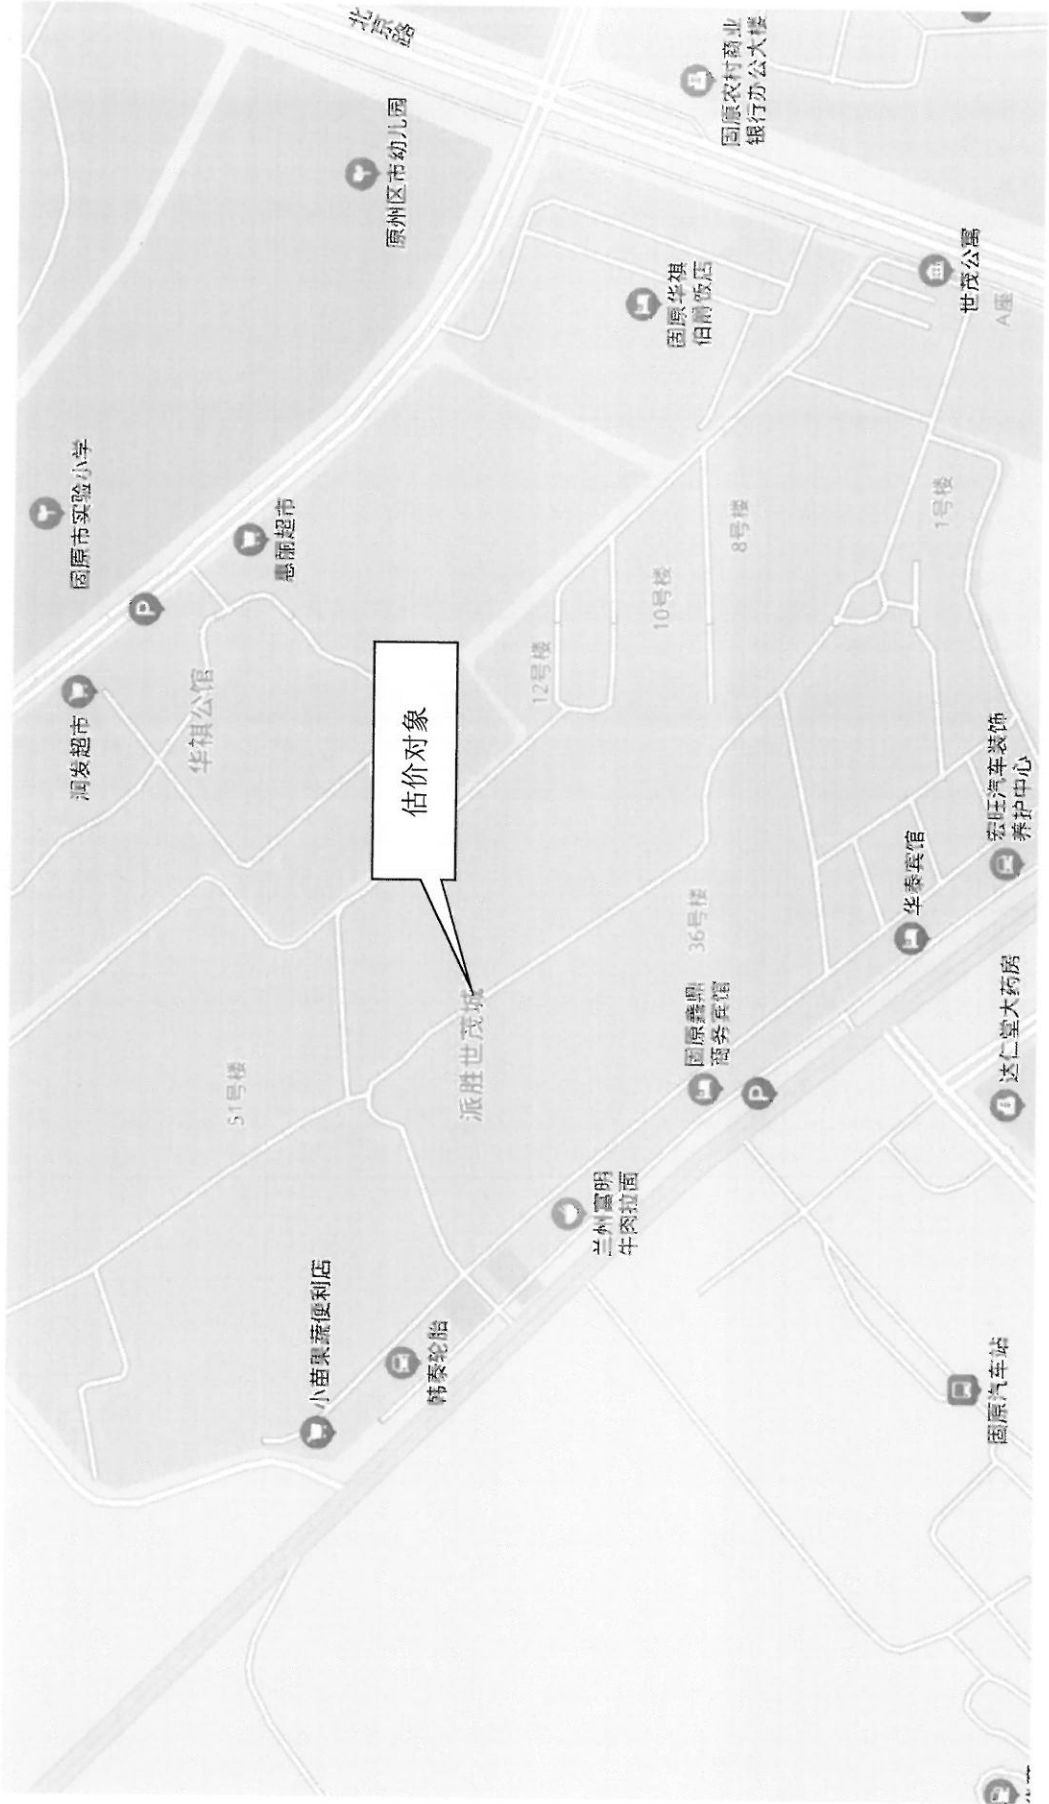 固原市实验小学
润发超市
P
华祺公馆
51号楼
惠丽超市
小苗果蔬便利店
北京路
原州区市幼儿园
估价对象
韩泰轮胎
派胜世茂城
12号楼
兰州富明
牛肉拉面
10号楼
固原华祺
伯爵饭店
固原鑫鼎
商务宾馆
36号楼
固原农村商业
银行办公大楼
8号楼
P
华泰宾馆
1号楼
世茂公寓
A座
固原汽车站
达仁堂大药房
宏旺汽车装饰
养护中心